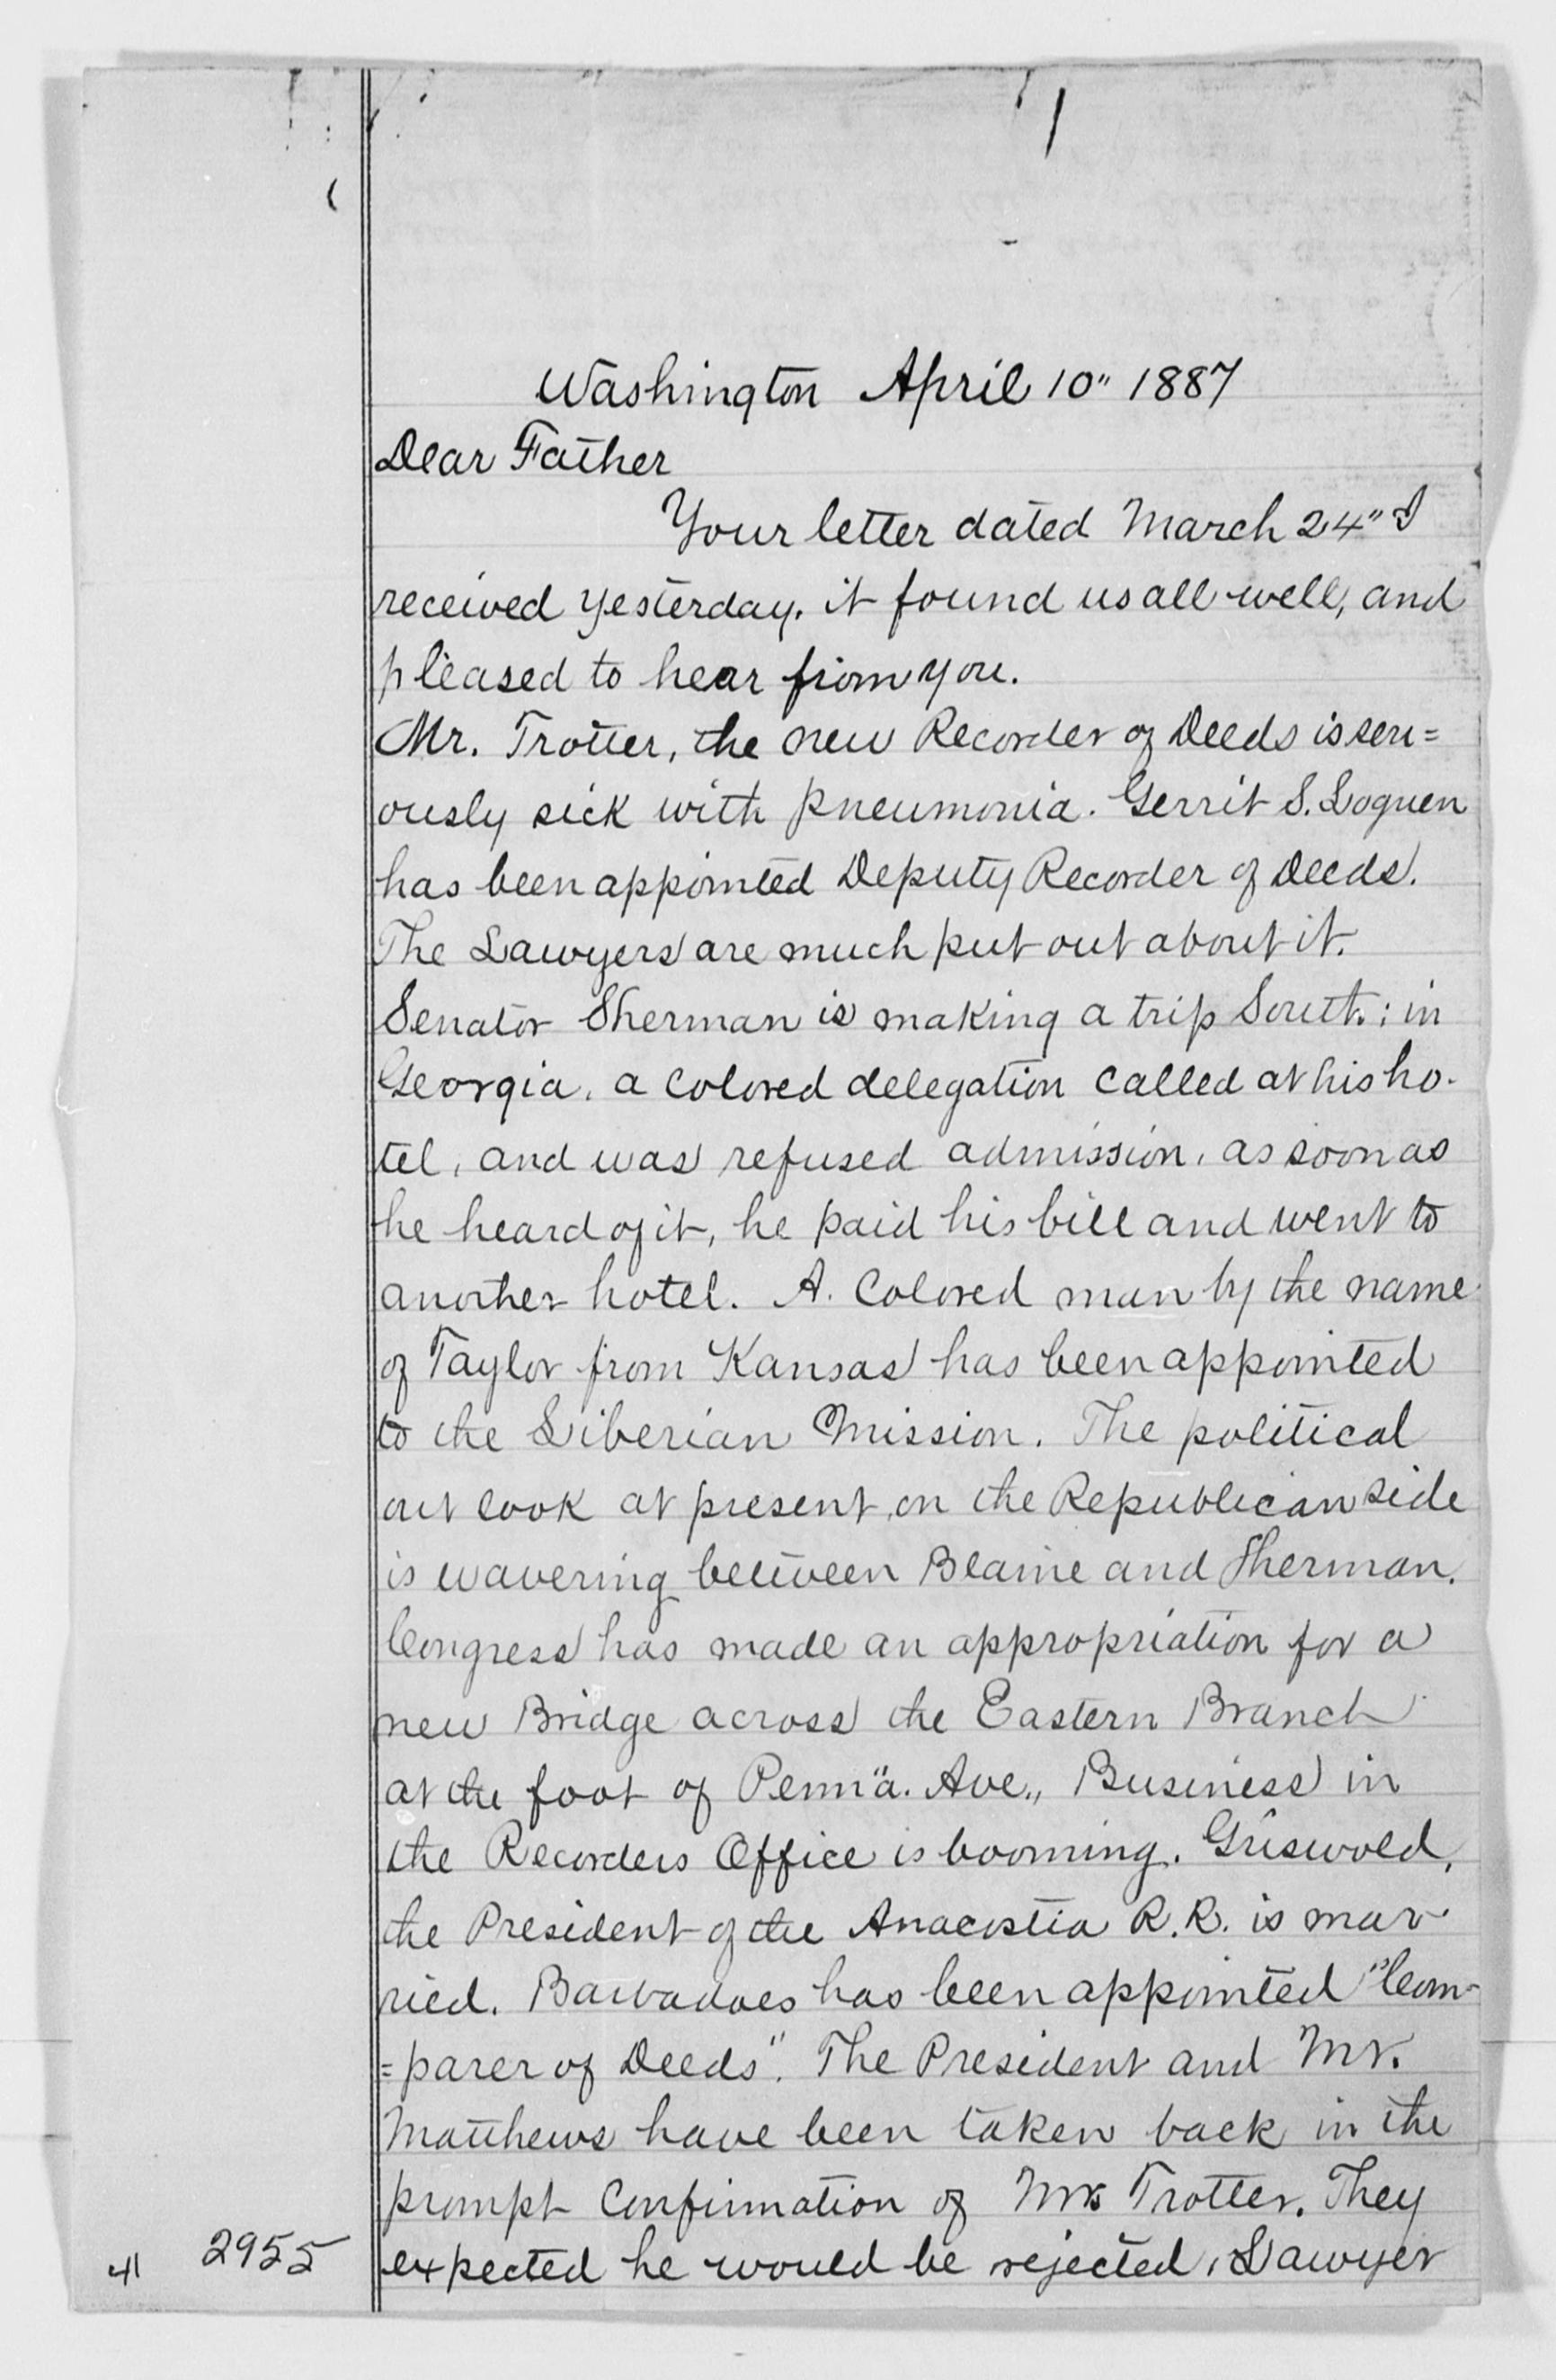 Washington April 10" 1887
Dear Father
Your letter dated March 24" I
received yesterday. it found us all well, and
pleased to hear from you.
Mr. Trotter, the new Recorder of Deeds is seri=
ously sick with pneumonia. Gerrit S. Loguen
has been appointed Deputy Recorder of Deeds.
The Lawyers are much put out about it.
Senator Sherman is making a trip South; in
Georgia, a colored delegation called at his ho-
tel, and was refused admission, as soon as
he heard of it, he paid his bill and went to
another hotel. A. Colored man by the name
of Taylor from Kansas has been appointed
to the Liberian Mission. The political
out look at present, on the Republican side
is wavering between Blaine and Sherman.
Congress has made an appropriation for a
new Bridge across the Eastern Branch
at the foot of Penn"a. Ave., Business in
the Recorders Office is booming. Griswold,
the President of the Anacostia R.R. is mar-
ried. Barbadoes has been appointed "Com-
=parer of Deeds". The President and Mr.
Matthews have been taken back in the
prompt Confirmation of Mr Trotter. They
expected he would be rejected, Lawyer
41 2955